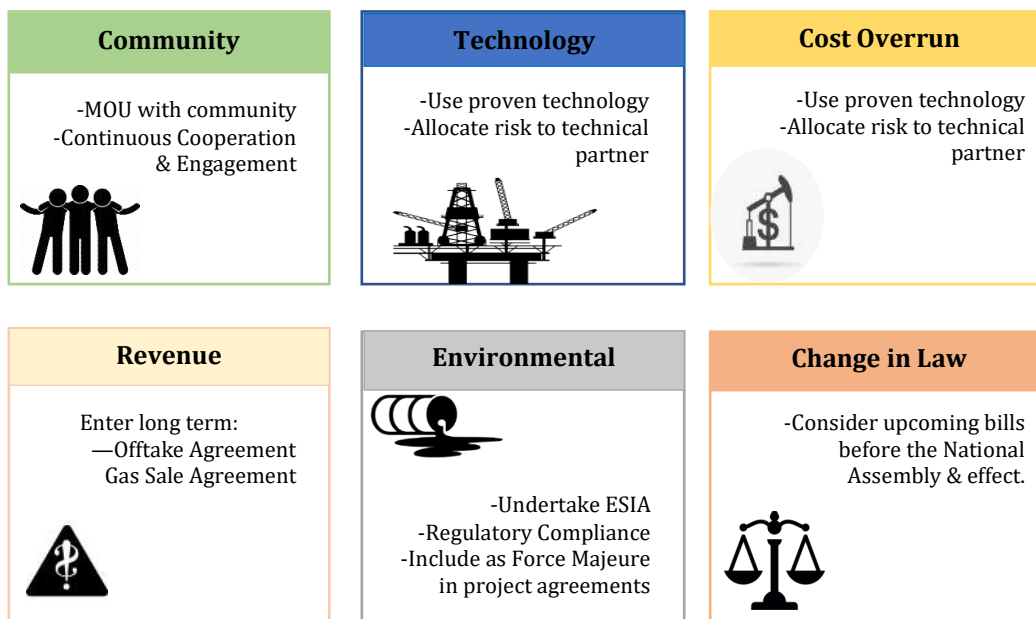 Community
-MOU with community
-Continuous Cooperation
& Engagement
Technology
-Use proven technology
-Allocate risk to technical
partner
Cost Overrun
-Use proven technology
-Allocate risk to technical
partner
$
Revenue
Enter long term:
—Offtake Agreement
Gas Sale Agreement
Environmental
-Undertake ESIA
-Regulatory Compliance
-Include as Force Majeure
in project agreements
Change in Law
-Consider upcoming bills
before the National
Assembly & effect.